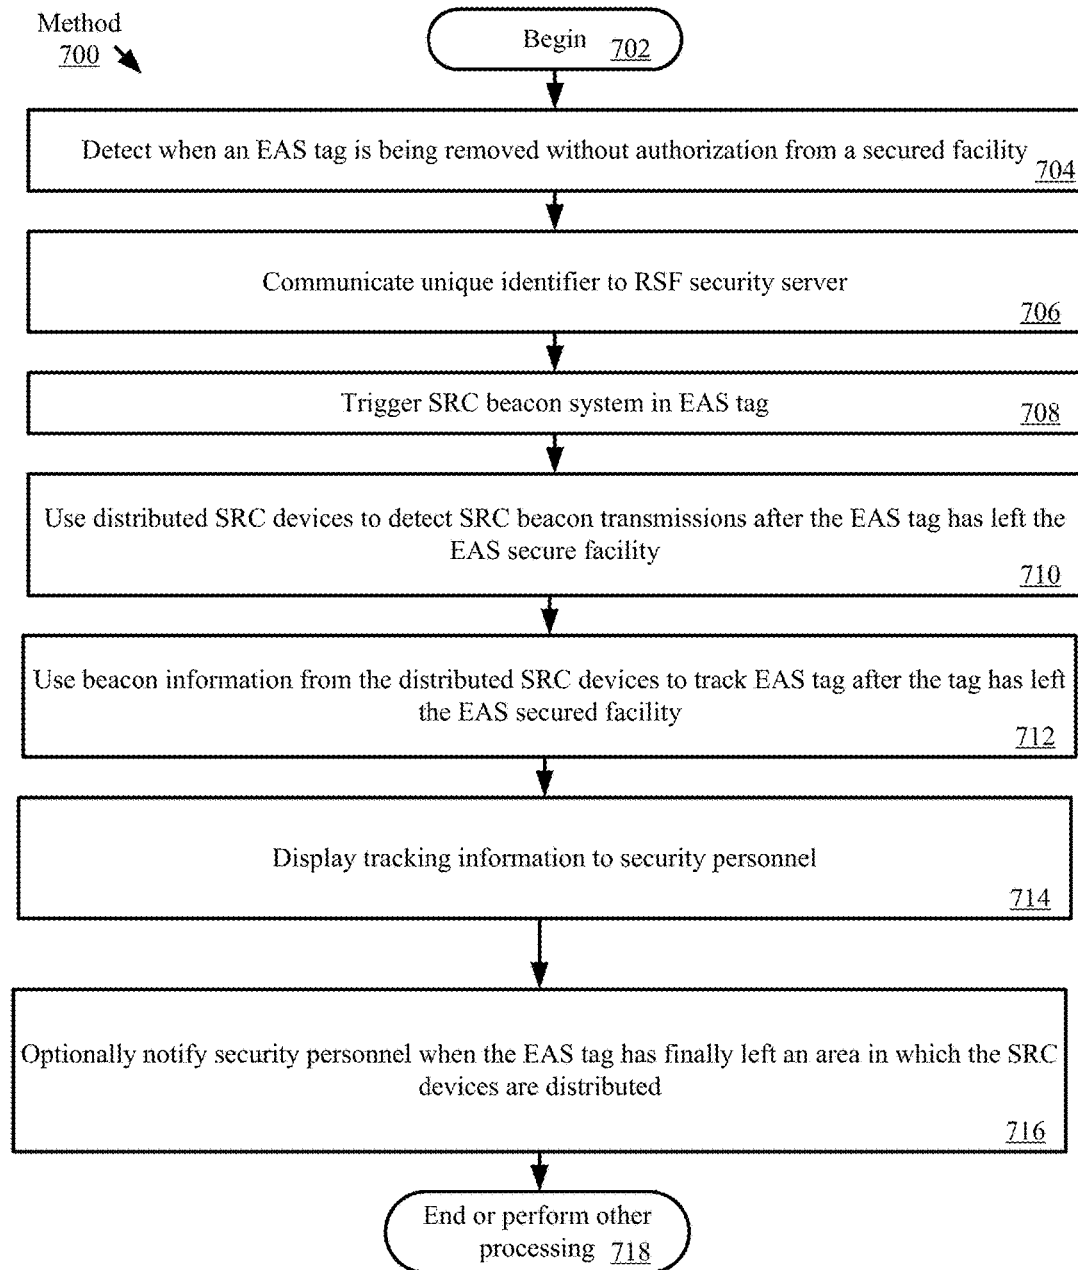 Method
700
Begin 702
Detect when an EAS tag is being removed without authorization from a secured facility
704
Communicate unique identifier to RSF security server
706
Trigger SRC beacon system in EAS tag
708
Use distributed SRC devices to detect SRC beacon transmissions after the EAS tag has left the
EAS secure facility
710
Use beacon information from the distributed SRC devices to track EAS tag after the tag has left
the EAS secured facility
712
Display tracking information to security personnel
714
Optionally notify security personnel when the EAS tag has finally left an area in which the SRC
devices are distributed
716
End or perform other
processing 718